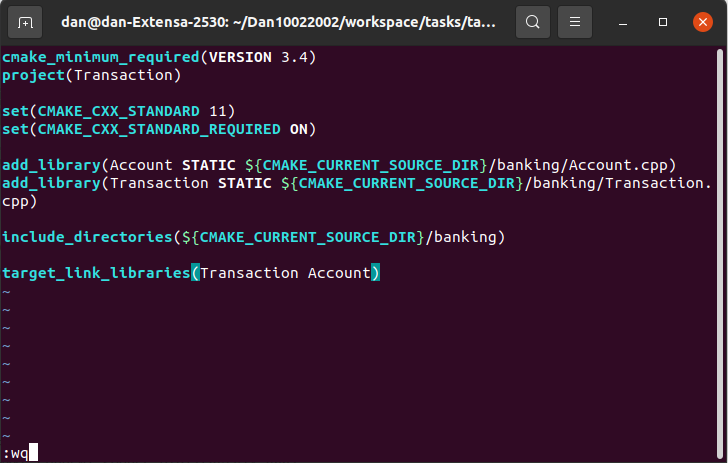 dan@dan-Extensa-2530: ~/Dan10022002/workspace/tasks/ta...
cmake_minimum_required(VERSION 3.4)
project(Transaction)
set(CMAKE_CXX_STANDARD 11)
set(CMAKE_CXX_STANDARD_REQUIRED ON)
add_library(Account STATIC ${CMAKE_CURRENT_SOURCE_DIR}/banking/Account.cpp)
add_library(Transaction STATIC ${CMAKE_CURRENT_SOURCE_DIR}/banking/Transaction.
cpp)
include_directories(${CMAKE_CURRENT_SOURCE_DIR}/banking)
target_link_libraries(Transaction Account)
~
~
~
~
~
~
~
~
~
:wq